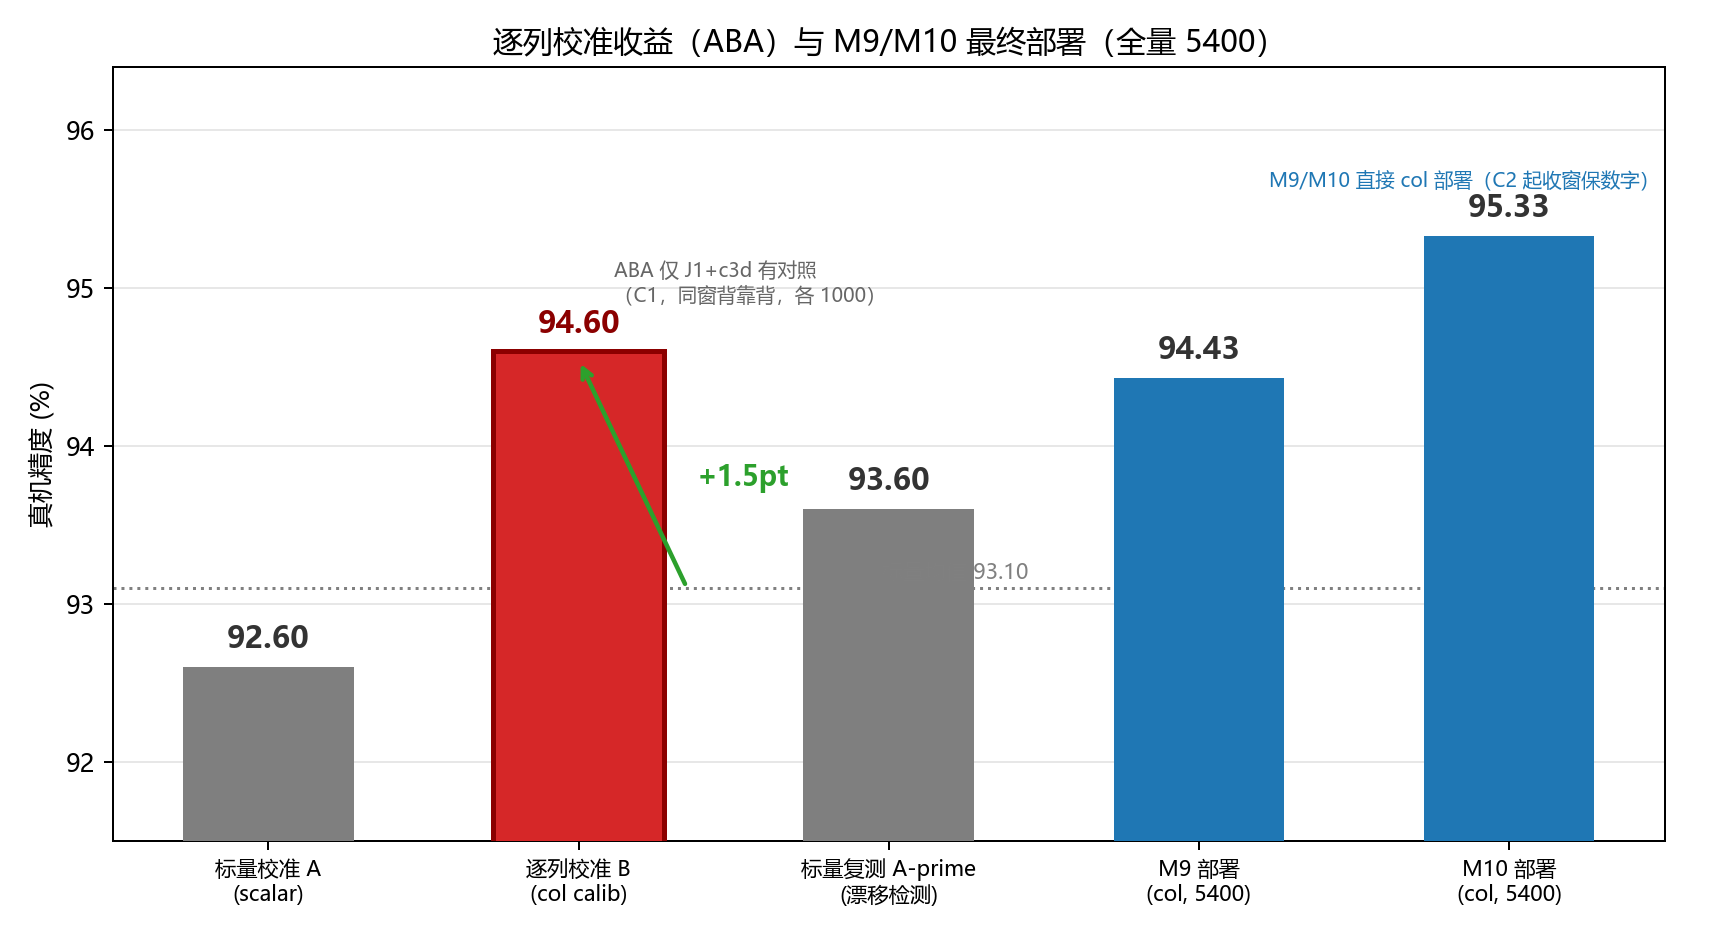 逐列校准收益（ABA）与 M9/M10 最终部署（全量 5400）
真机精度 (%)
96
95
94
93
92
M9/M10 直接 col 部署（C2 起收窗保数字）
95.33
ABA 仅 J1+c3d 有对照
（C1，同窗背靠背，各 1000）
94.60
94.43
+1.5pt
93.60
93.10
92.60
标量校准 A
(scalar)
逐列校准 B
(col calib)
标量复测 A-prime
(漂移检测)
M9 部署
(col, 5400)
M10 部署
(col, 5400)